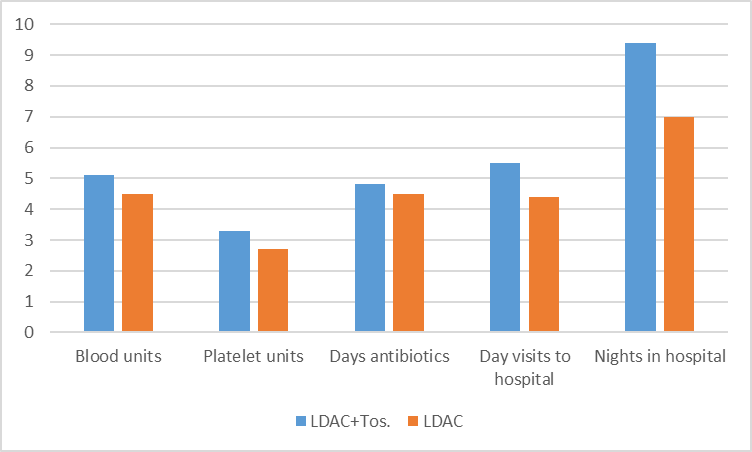 10
9
8
7
6
5
4
3
2
1
0
Blood units
Platelet units
Days antibiotics
Day visits to
hospital
Nights in hospital
LDAC+Tos.
LDAC